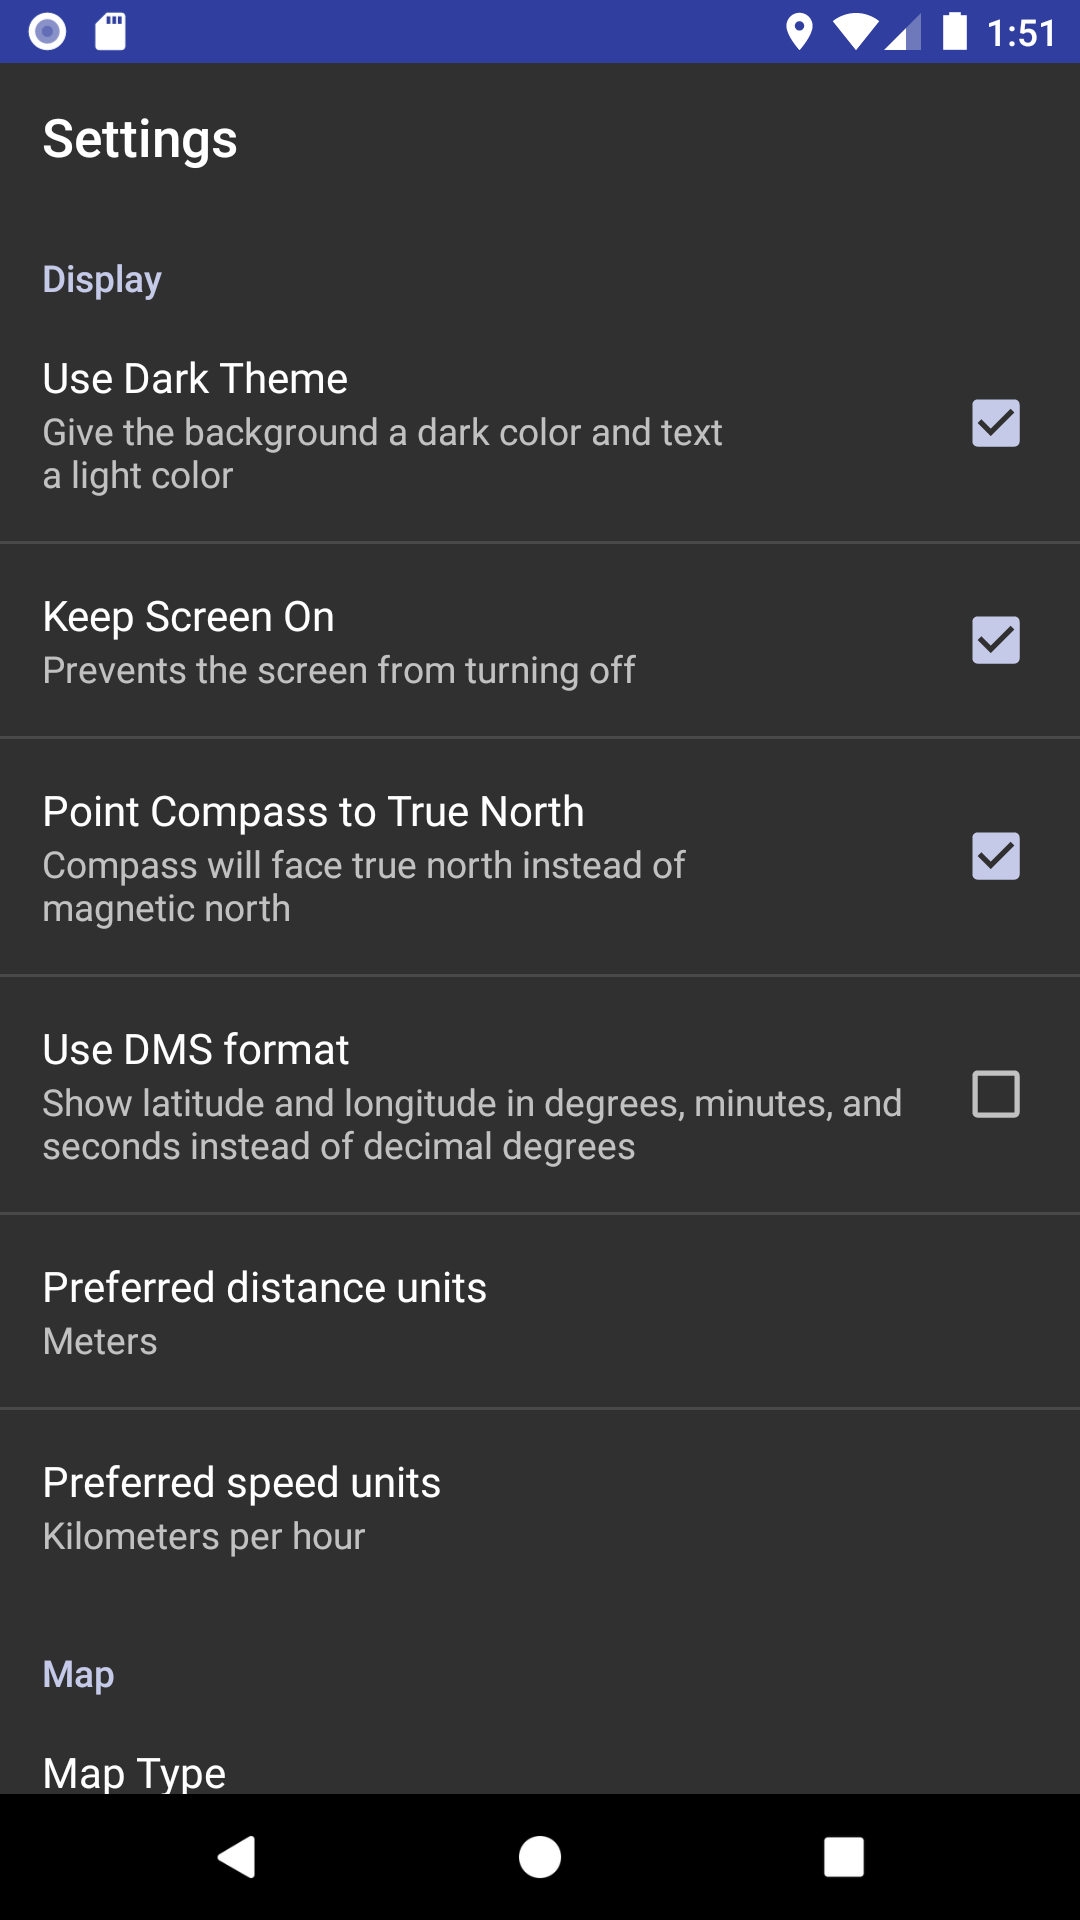 1:51
Settings
Display
Use Dark Theme
Give the background a dark color and text
a light color
Keep Screen On
Prevents the screen from turning off
Point Compass to True North
Compass will face true north instead of
magnetic north
Use DMS format
Show latitude and longitude in degrees, minutes, and
seconds instead of decimal degrees
Preferred distance units
Meters
Preferred speed units
Kilometers per hour
Map
Map Type